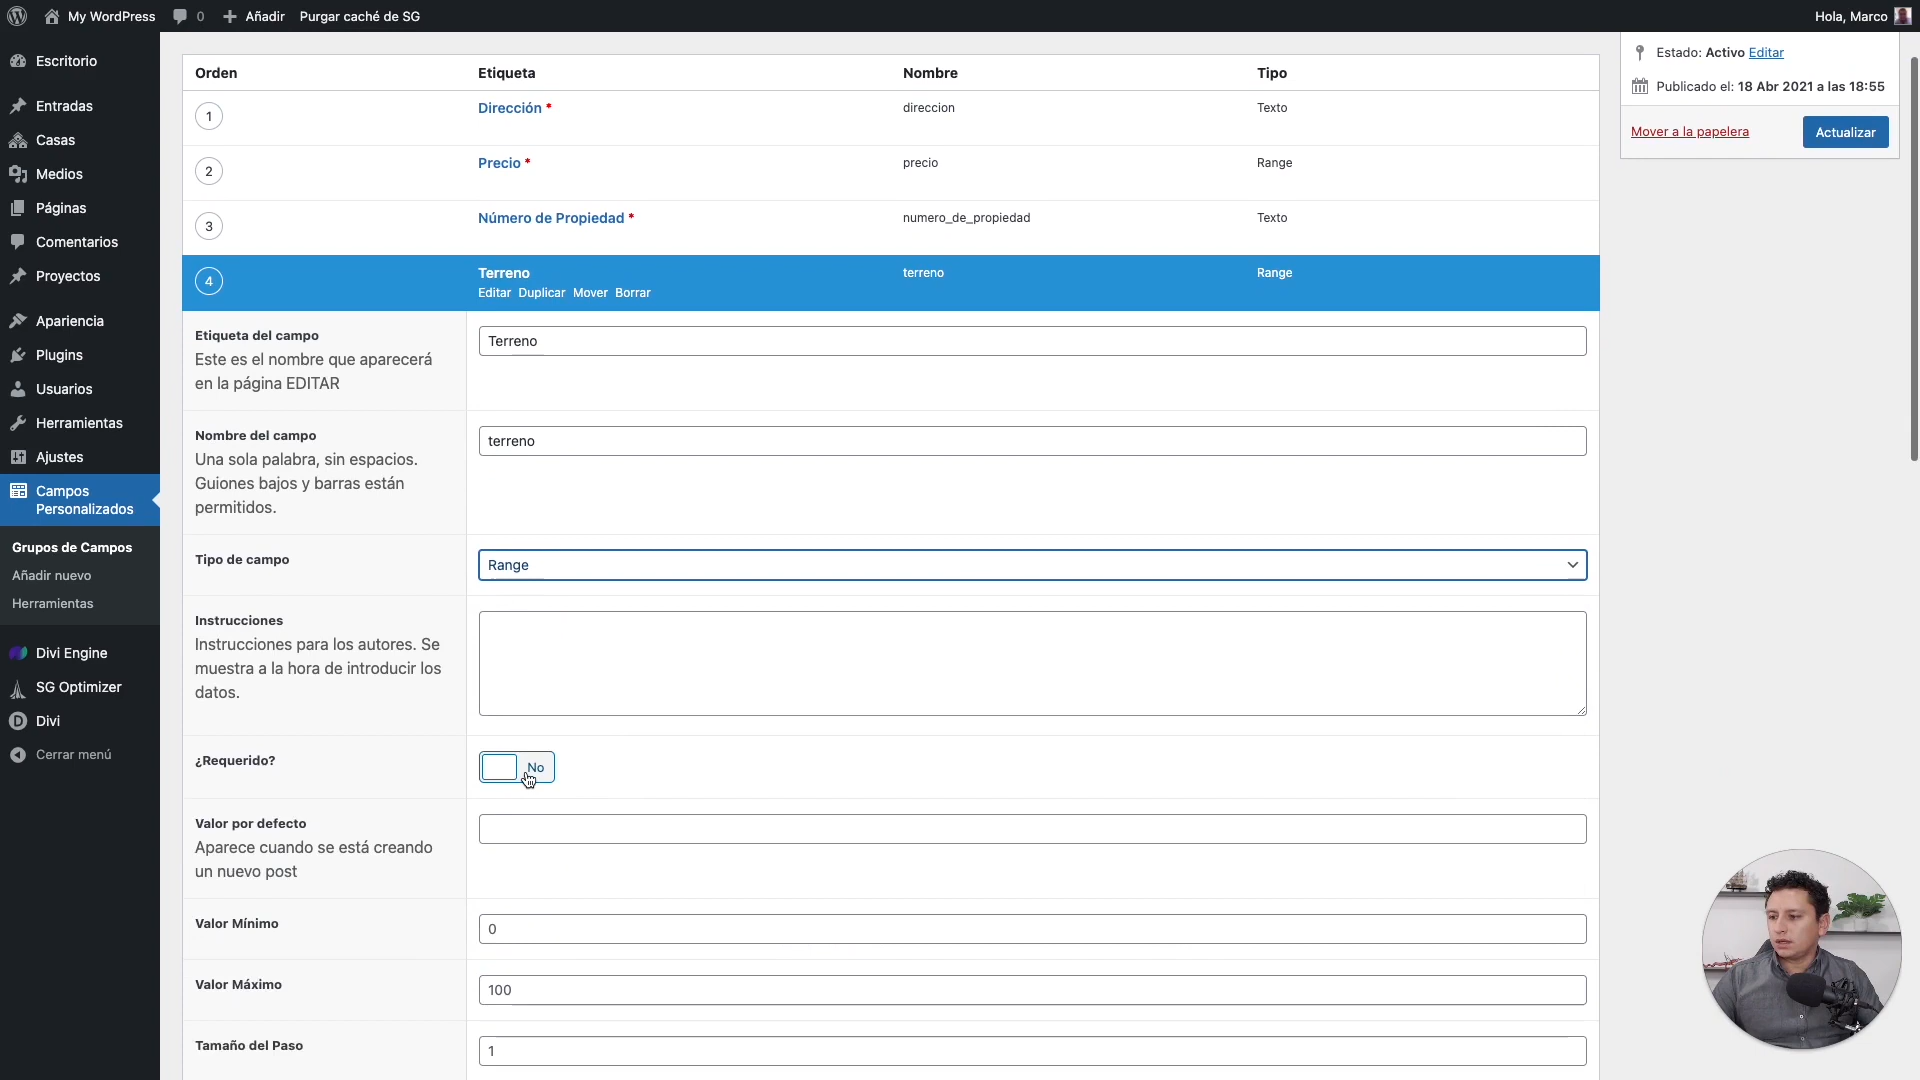 My WordPress
0
Añadir
Purgar caché de SG
Hola, Marco
Escritorio
Entradas
Casas
Medios
Páginas
Comentarios
Proyectos
Apariencia
Plugins
Usuarios
Herramientas
Ajustes
Campos
Personalizados
Grupos de Campos
Añadir nuevo
Herramientas
Divi Engine
SG Optimizer
Divi
Cerrar menú
Orden Etiqueta Nombre Tipo
1 Dirección * direccion Texto
2 Precio * precio Range
3 Número de Propiedad * numero_de_propiedad Texto
4 Terreno terreno Range
Editar Duplicar Mover Borrar
Etiqueta del campo
Este es el nombre que aparecerá
en la página EDITAR
Terreno
Nombre del campo
Una sola palabra, sin espacios.
Guiones bajos y barras están
permitidos.
terreno
Tipo de campo
Range
Instrucciones
Instrucciones para los autores. Se
muestra a la hora de introducir los
datos.
¿Requerido?
No
Valor por defecto
Aparece cuando se está creando
un nuevo post
Valor Mínimo
0
Valor Máximo
100
Tamaño del Paso
1
Estado: Activo Editar
Publicado el: 18 Abr 2021 a las 18:55
Mover a la papelera
Actualizar